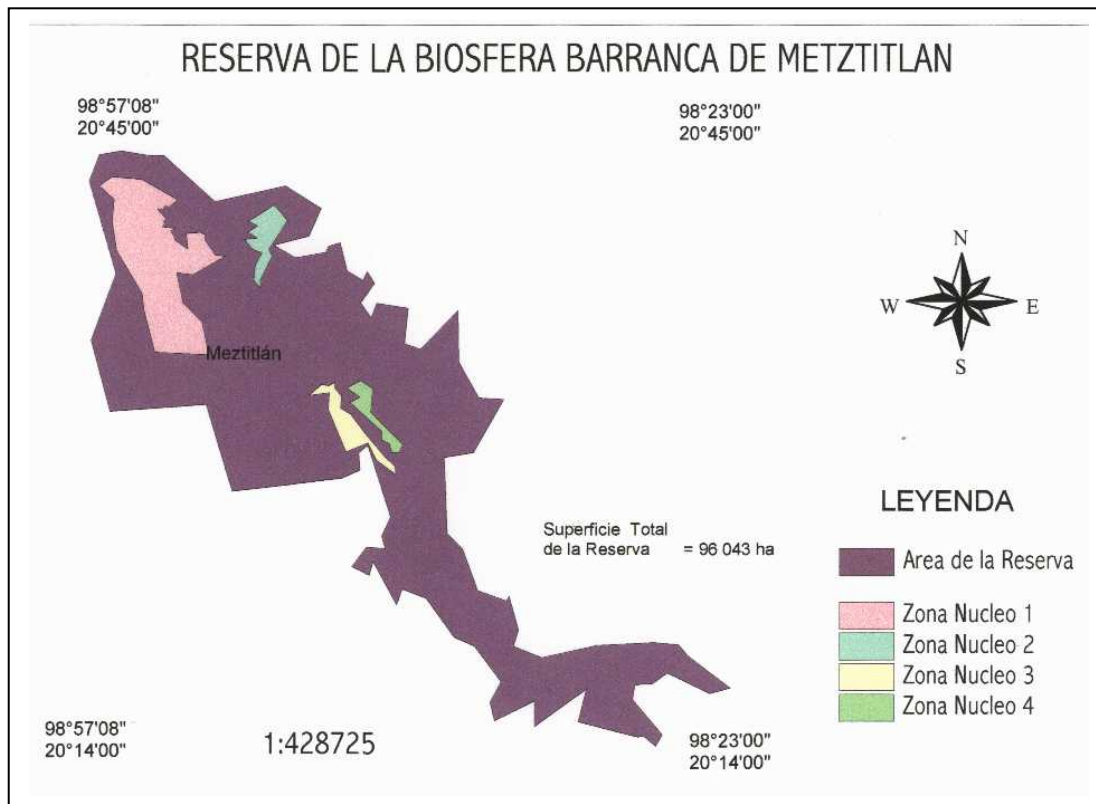 RESERVA DE LA BIOSFERA BARRANCA DE METZTITLAN
98°57'08"
20°45'00"
98°23'00"
20°45'00"
N
W
E
S
Meztitlán
LEYENDA
Superficie Total
de la Reserva = 96 043 ha
Area de la Reserva
Zona Nucleo 1
Zona Nucleo 2
Zona Nucleo 3
Zona Nucleo 4
98°57'08"
20°14'00"
1:428725
98°23'00"
20°14'00"